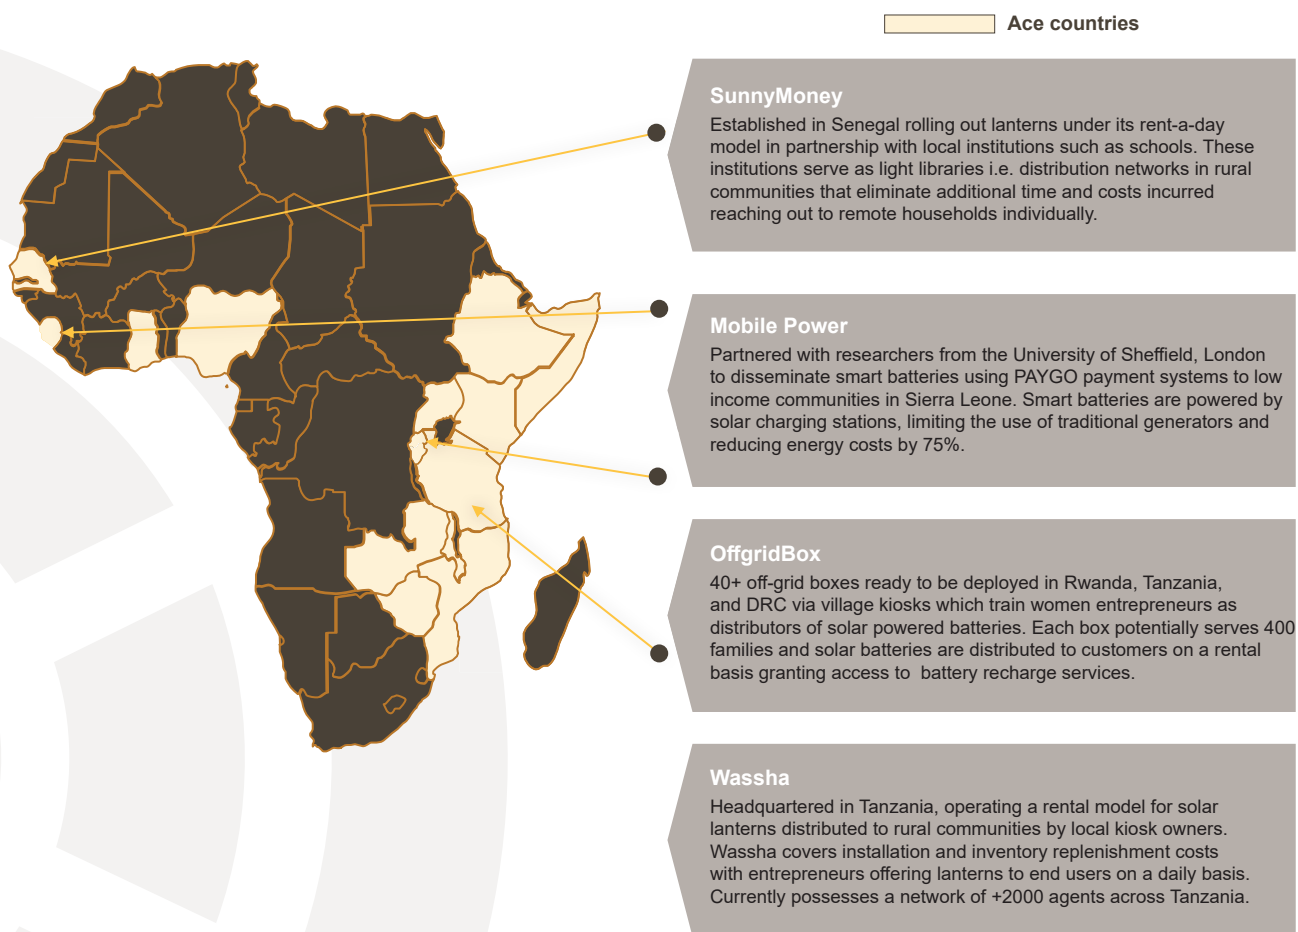 Ace countries
SunnyMoney
Established in Senegal rolling out lanterns under its rent-a-day
model in partnership with local institutions such as schools. These
institutions serve as light libraries i.e. distribution networks in rural
communities that eliminate additional time and costs incurred
reaching out to remote households individually.
Mobile Power
Partnered with researchers from the University of Sheffield, London
to disseminate smart batteries using PAYGO payment systems to low
income communities in Sierra Leone. Smart batteries are powered by
solar charging stations, limiting the use of traditional generators and
reducing energy costs by 75%.
OffgridBox
40+ off-grid boxes ready to be deployed in Rwanda, Tanzania,
and DRC via village kiosks which train women entrepreneurs as
distributors of solar powered batteries. Each box potentially serves 400
families and solar batteries are distributed to customers on a rental
basis granting access to  battery recharge services.
Wassha
Headquartered in Tanzania, operating a rental model for solar
lanterns distributed to rural communities by local kiosk owners.
Wassha covers installation and inventory replenishment costs
with entrepreneurs offering lanterns to end users on a daily basis.
Currently possesses a network of +2000 agents across Tanzania.